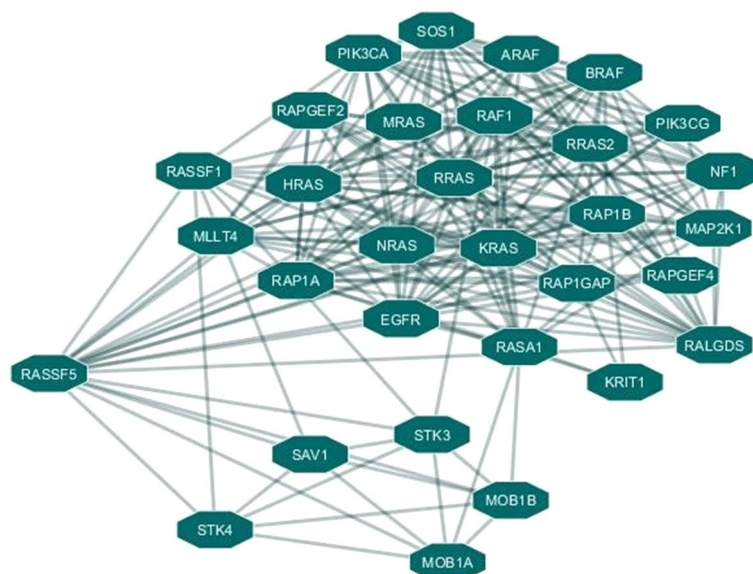 SOS1
PIK3CA
ARAF
BRAF
RAPGEF2
MRAS
RAF1
PIK3CG
RRAS2
RASSF1
HRAS
RRAS
NF1
MLLT4
NRAS
KRAS
RAP1B
MAP2K1
RAP1A
RAP1GAP
RAPGEF4
EGFR
RASA1
RALGDS
RASSF5
KRIT1
STK3
SAV1
MOB1B
STK4
MOB1A